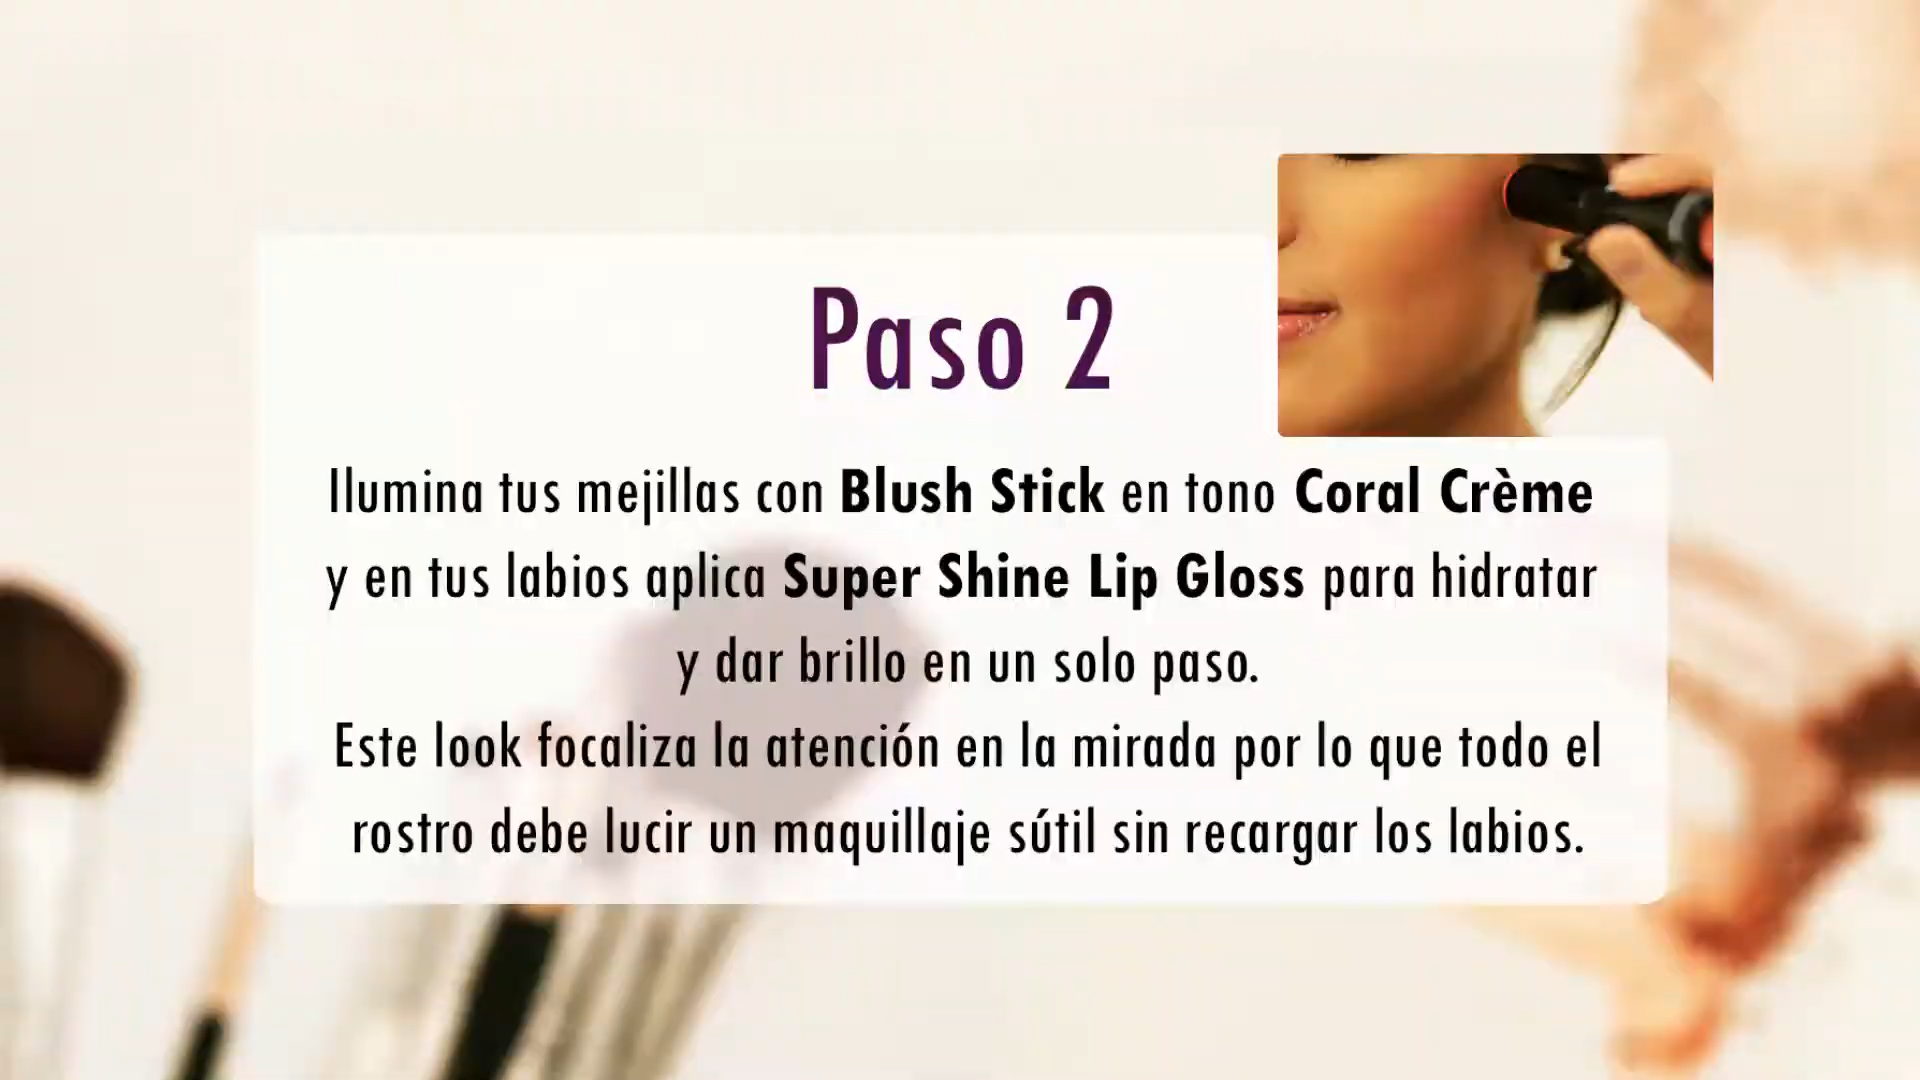 Paso 2
Ilumina tus mejillas con Blush Stick en tono Coral Crème
y en tus labios aplica Super Shine Lip Gloss para hidratar
y dar brillo en un solo paso.
Este look focaliza la atención en la mirada por lo que todo el
rostro debe lucir un maquillaje sútil sin recargar los labios.